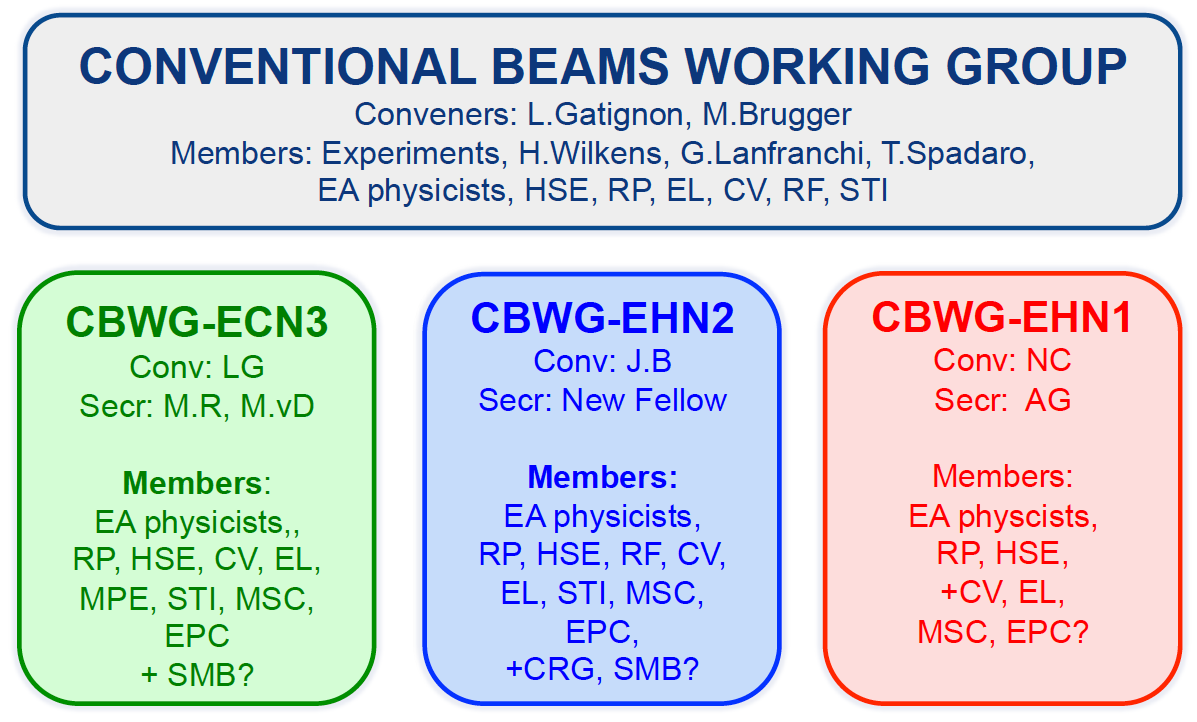 CONVENTIONAL BEAMS WORKING GROUP
Conveners: L.Gatignon, M.Brugger
Members: Experiments, H.Wilkens, G.Lanfranchi, T.Spadaro,
EA physicists, HSE, RP, EL, CV, RF, STI
CBWG-ECN3
Conv: LG
Secr: M.R, M.vD
Members:
EA physicists,,
RP, HSE, CV, EL,
MPE, STI, MSC,
EPC
+ SMB?
CBWG-EHN2
Conv: J.B
Secr: New Fellow
Members:
EA physicists,
RP, HSE, RF, CV,
EL, STI, MSC,
EPC,
+CRG, SMB?
CBWG-EHN1
Conv: NC
Secr:  AG
Members:
EA physcists,
RP, HSE,
+CV, EL,
MSC, EPC?